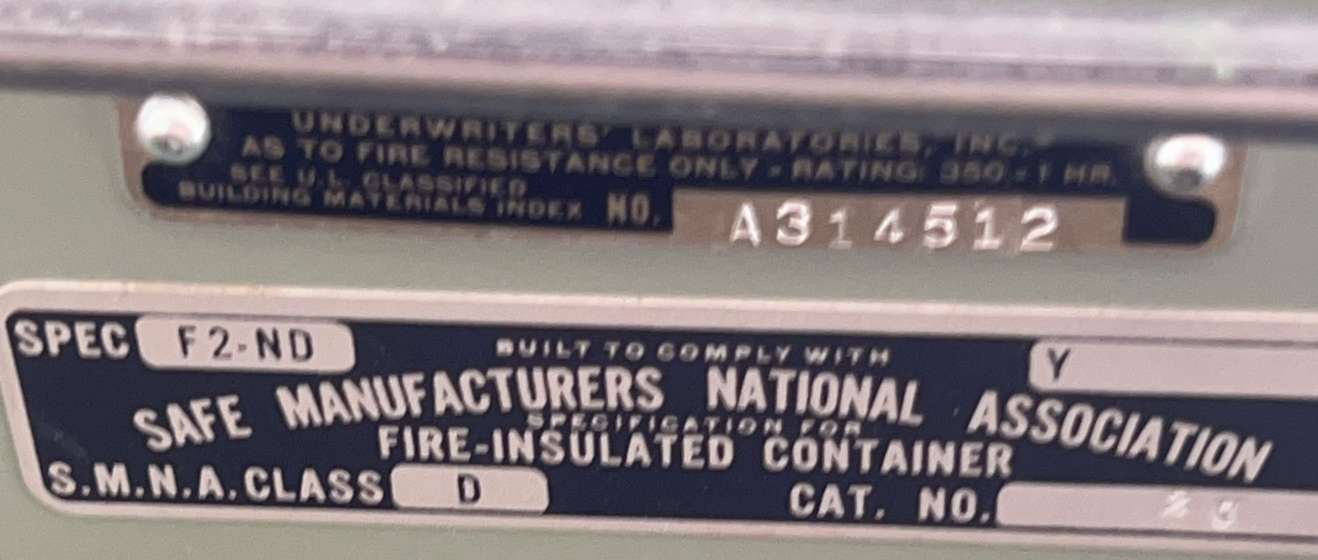 UNDERWRITERS' LABORATORIES, INC.
AS TO FIRE RESISTANCE ONLY - RATING: 350 - 1 HR.
SEE U.L. CLASSIFIED
BUILDING MATERIALS INDEX NO. A314512
SPEC F2-ND
BUILT TO COMPLY WITH
Y
SAFE MANUFACTURERS NATIONAL ASSOCIATION
SPECIFICATION FOR
FIRE-INSULATED CONTAINER
S.M.N.A. CLASS D
CAT. NO.